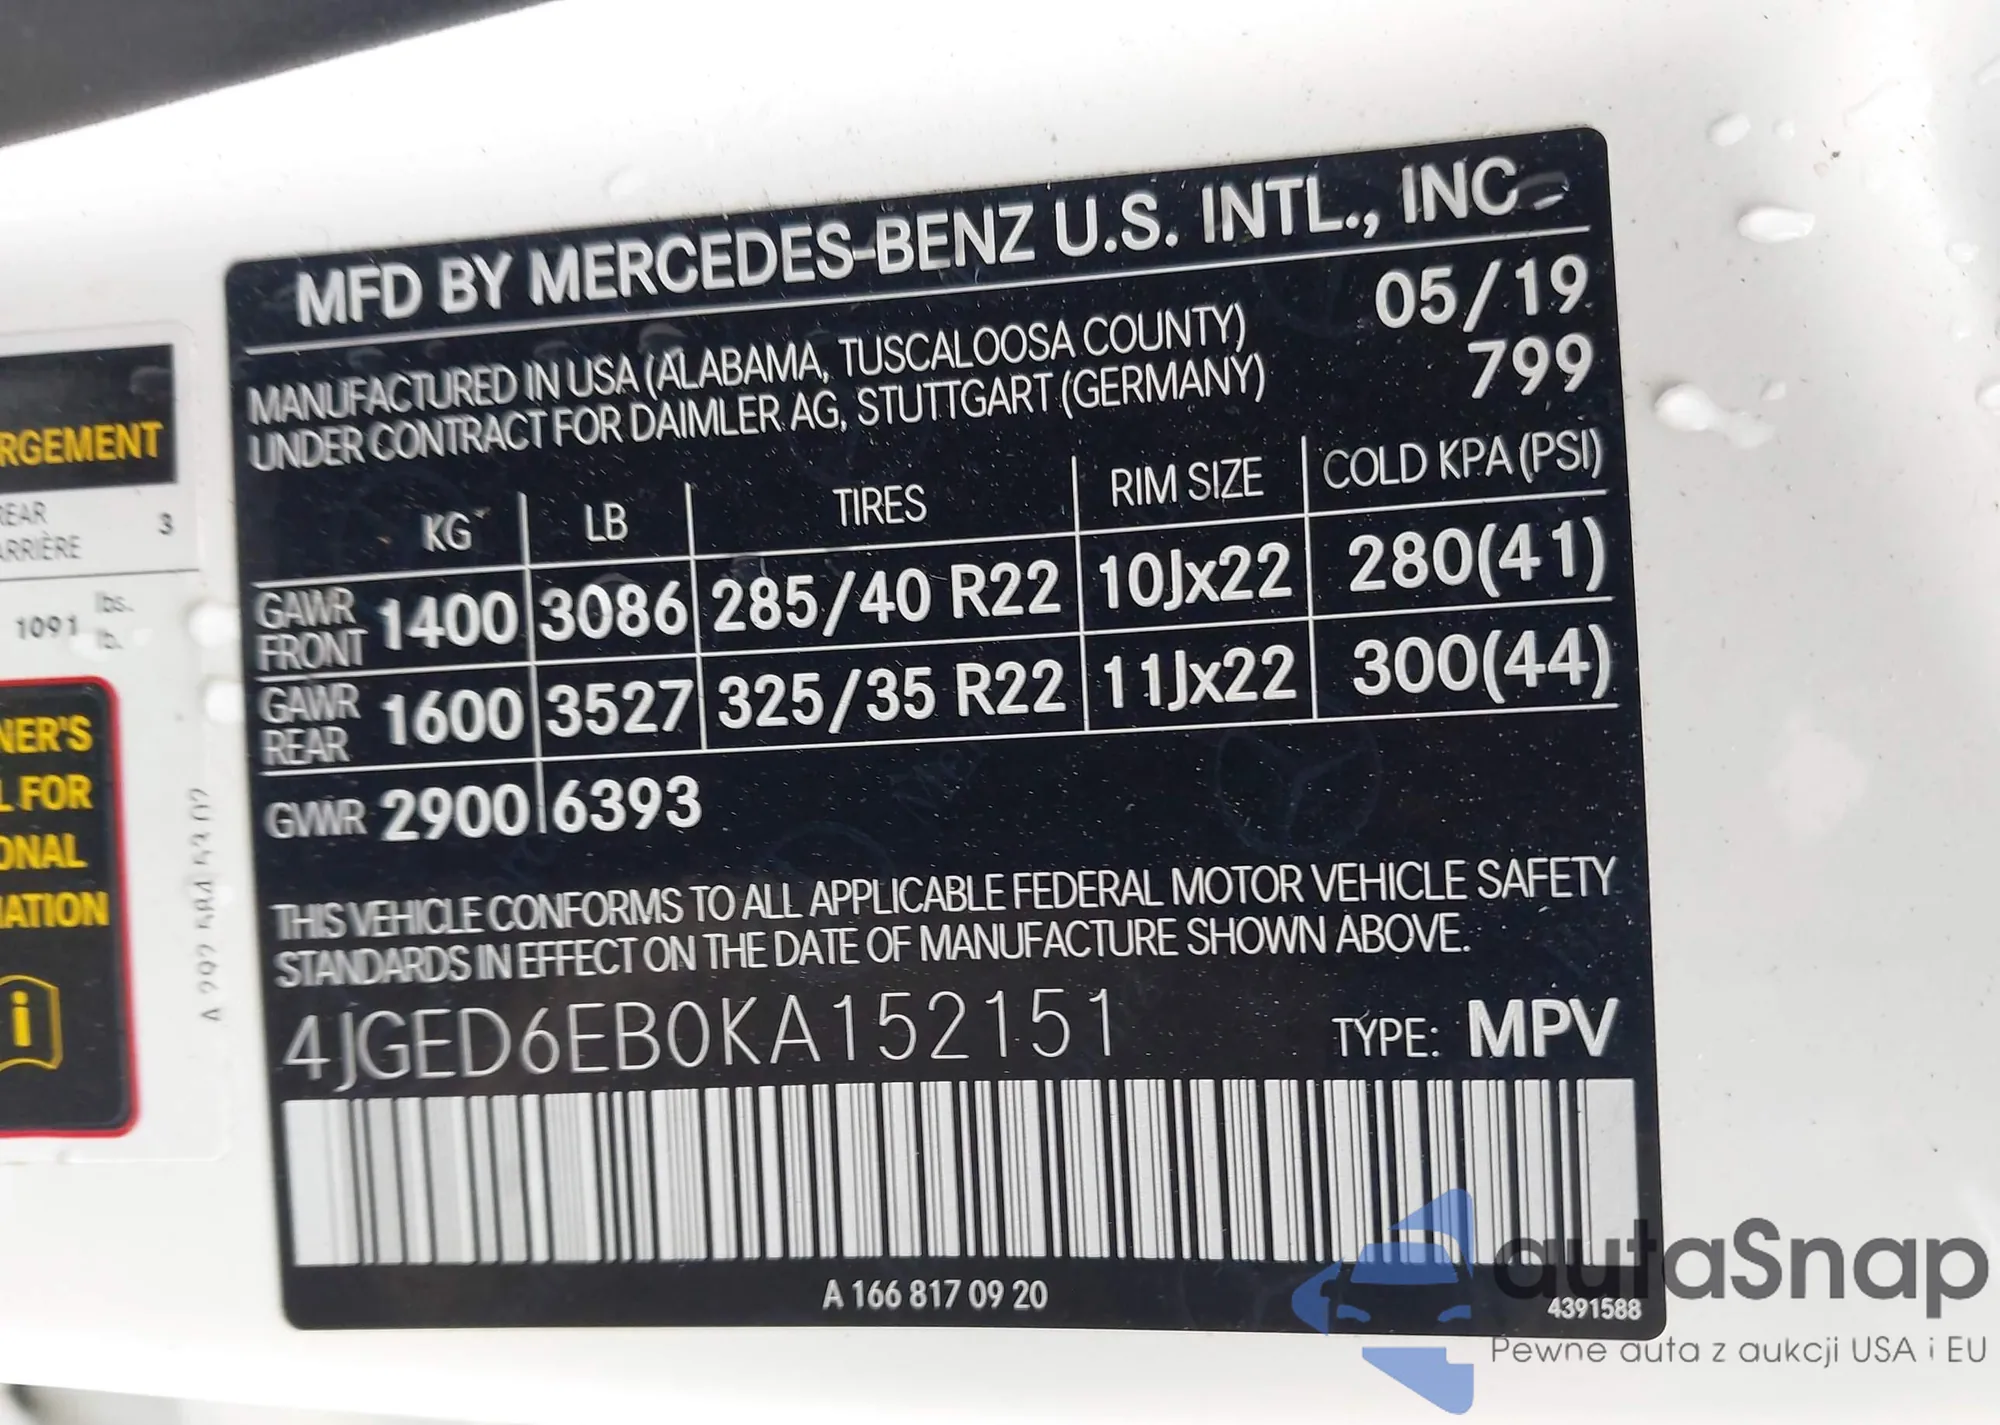 MFD BY MERCEDES-BENZ U.S. INTL., INC
05/19
MANUFACTURED IN USA (ALABAMA, TUSCALOOSA COUNTY)
UNDER CONTRACT FOR DAIMLER AG, STUTTGART (GERMANY)
799
KG LB TIRES RIM SIZE COLD KPA (PSI)
GAWR FRONT 1400 3086 285/40 R22 10Jx22 280(41)
GAWR REAR 1600 3527 325/35 R22 11Jx22 300(44)
GVWR 2900 6393
THIS VEHICLE CONFORMS TO ALL APPLICABLE FEDERAL MOTOR VEHICLE SAFETY
STANDARDS IN EFFECT ON THE DATE OF MANUFACTURE SHOWN ABOVE.
4JGED6EB0KA152151 TYPE: MPV
A 166 817 09 20
4391588
RGEMENT
REAR 3
ARRIÈRE
1091 lbs.
lb.
NER'S
L FOR
ONAL
MATION
i
autaSnap
Pewne auta z aukcji USA i EU